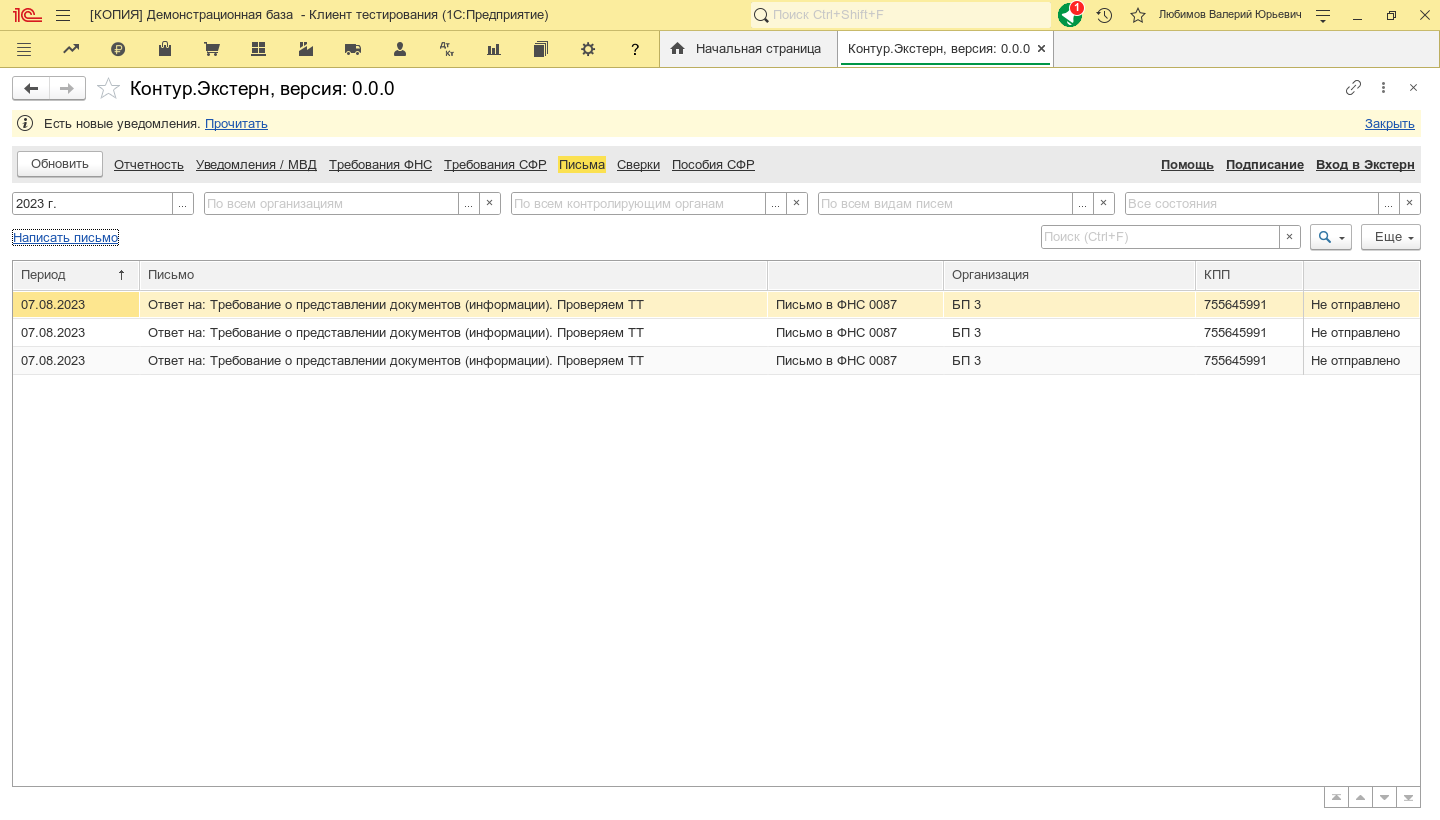 1С [КОПИЯ] Демонстрационная база - Клиент тестирования (1С:Предприятие) Поиск Ctrl+Shift+F 1 Любимов Валерий Юрьевич
Дт Кт ? Начальная страница Контур.Экстерн, версия: 0.0.0
Контур.Экстерн, версия: 0.0.0
Есть новые уведомления. Прочитать Закрыть
Обновить Отчетность Уведомления / МВД Требования ФНС Требования СФР Письма Сверки Пособия СФР Помощь Подписание Вход в Экстерн
2023 г. ... По всем организациям ... По всем контролирующим органам ... По всем видам писем ... Все состояния ...
Написать письмо Поиск (Ctrl+F) Еще
Период Письмо Организация КПП
07.08.2023 Ответ на: Требование о представлении документов (информации). Проверяем ТТ Письмо в ФНС 0087 БП 3 755645991 Не отправлено
07.08.2023 Ответ на: Требование о представлении документов (информации). Проверяем ТТ Письмо в ФНС 0087 БП 3 755645991 Не отправлено
07.08.2023 Ответ на: Требование о представлении документов (информации). Проверяем ТТ Письмо в ФНС 0087 БП 3 755645991 Не отправлено